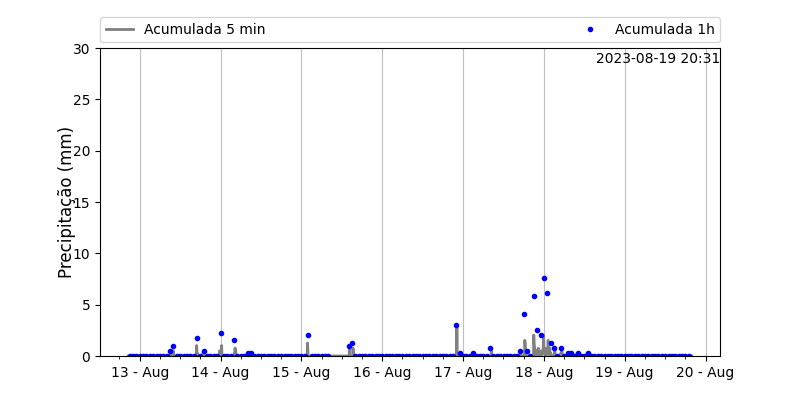 Acumulada 5 min
Acumulada 1h
2023-08-19 20:31
Precipitação (mm)
30
25
20
15
10
5
0
13 - Aug
14 - Aug
15 - Aug
16 - Aug
17 - Aug
18 - Aug
19 - Aug
20 - Aug